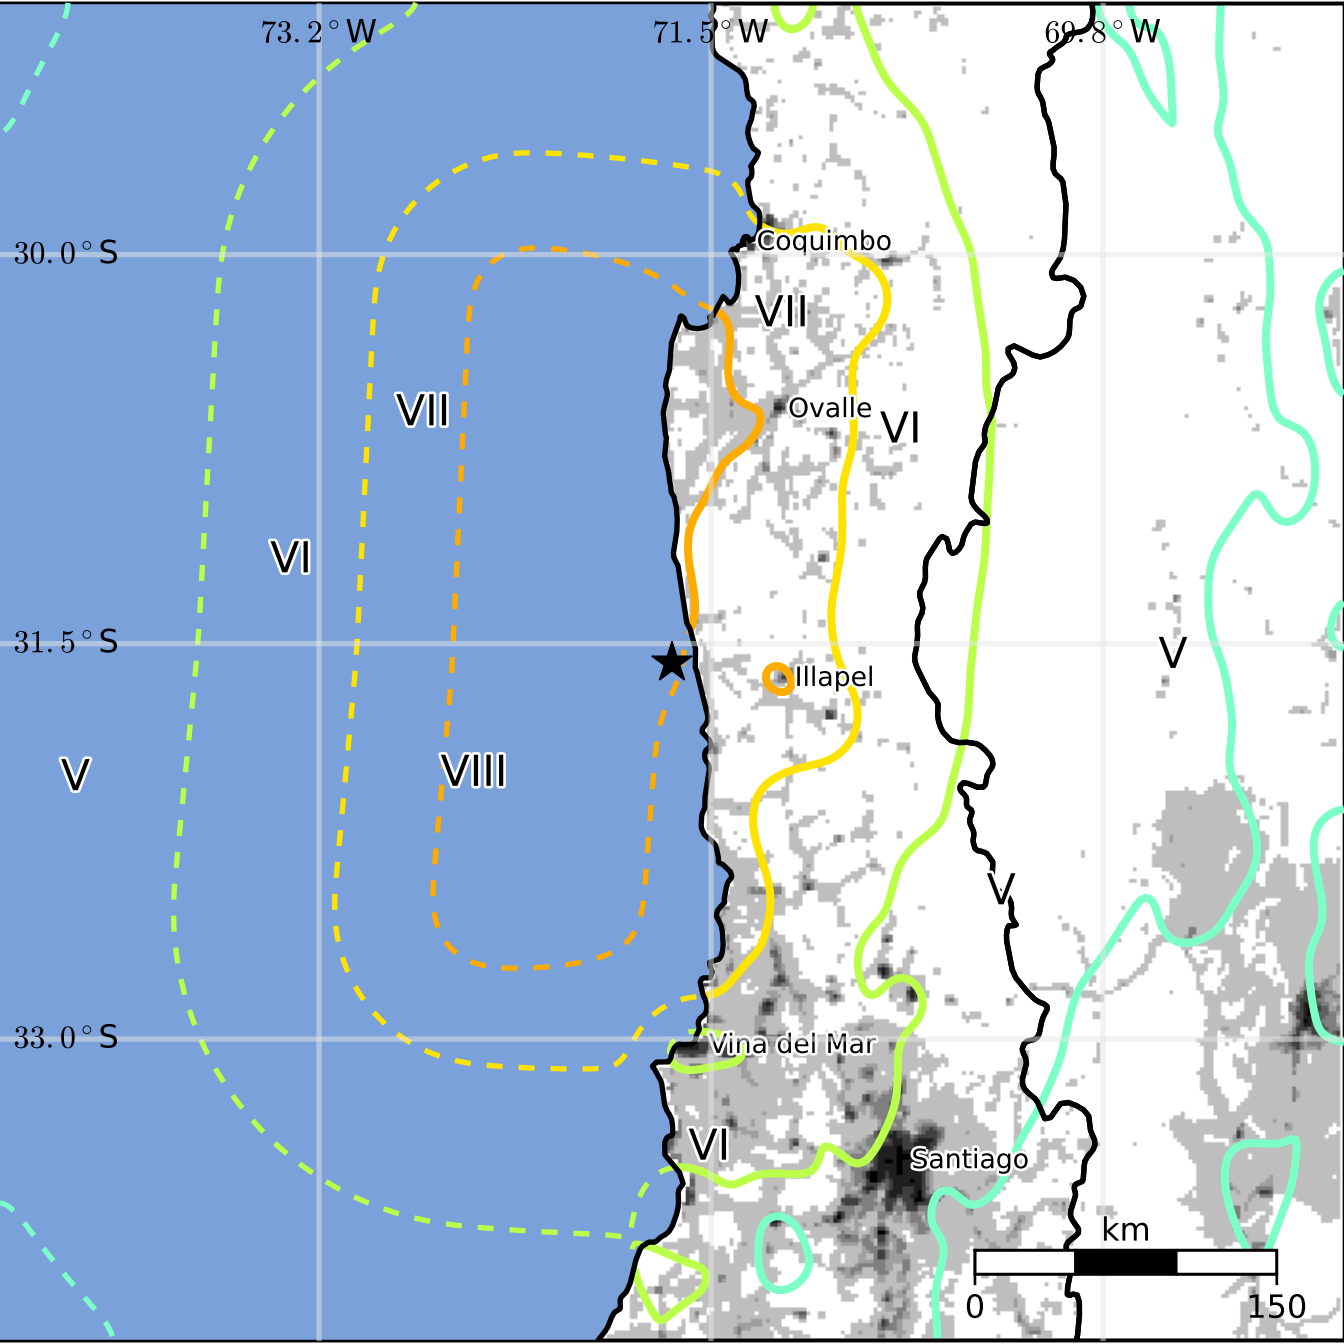 73.2°W
71.5°W
69.8°W
30.0°S
Coquimbo
VII
VII
Ovalle
VI
VI
31.5°S
V
Illapel
V
VIII
V
33.0°S
Vina del Mar
VI
Santiago
km
0
150